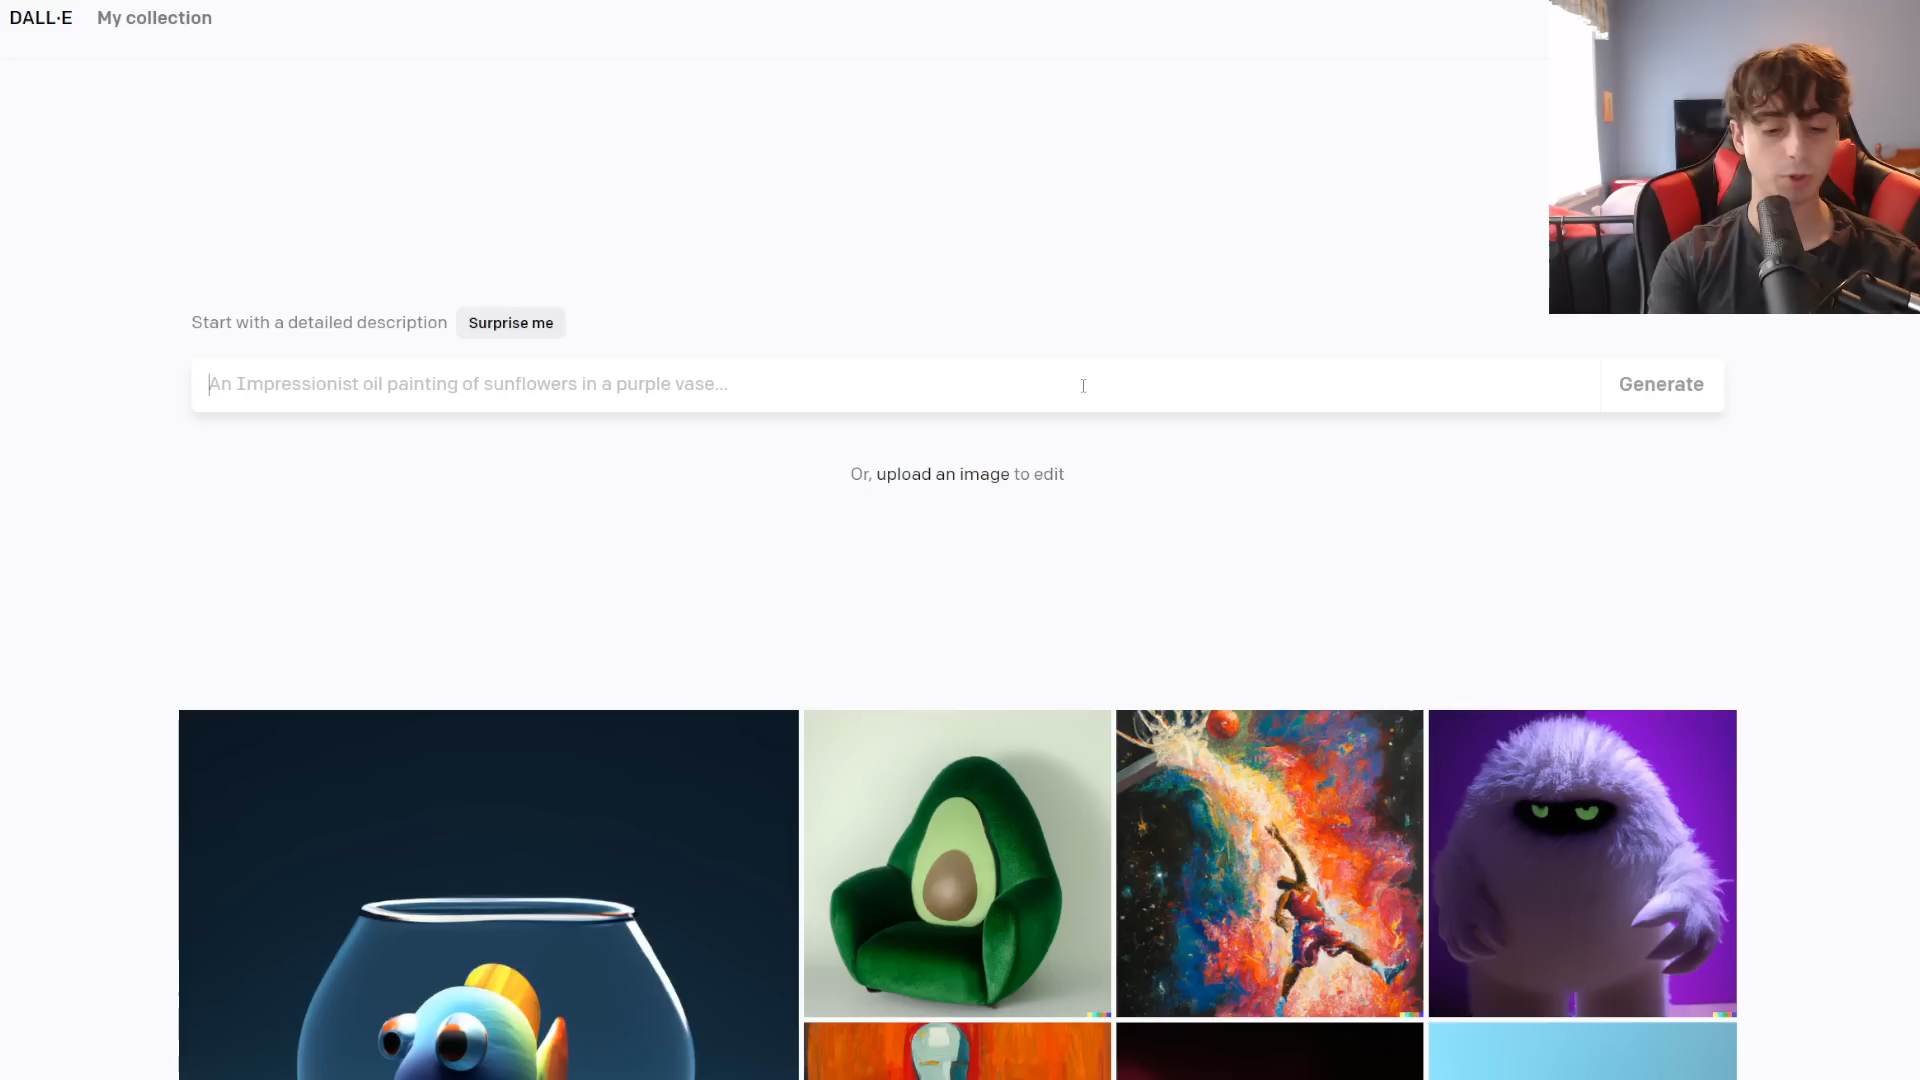 DALL·E My collection
Start with a detailed description Surprise me
An Impressionist oil painting of sunflowers in a purple vase... Generate
Or, upload an image to edit